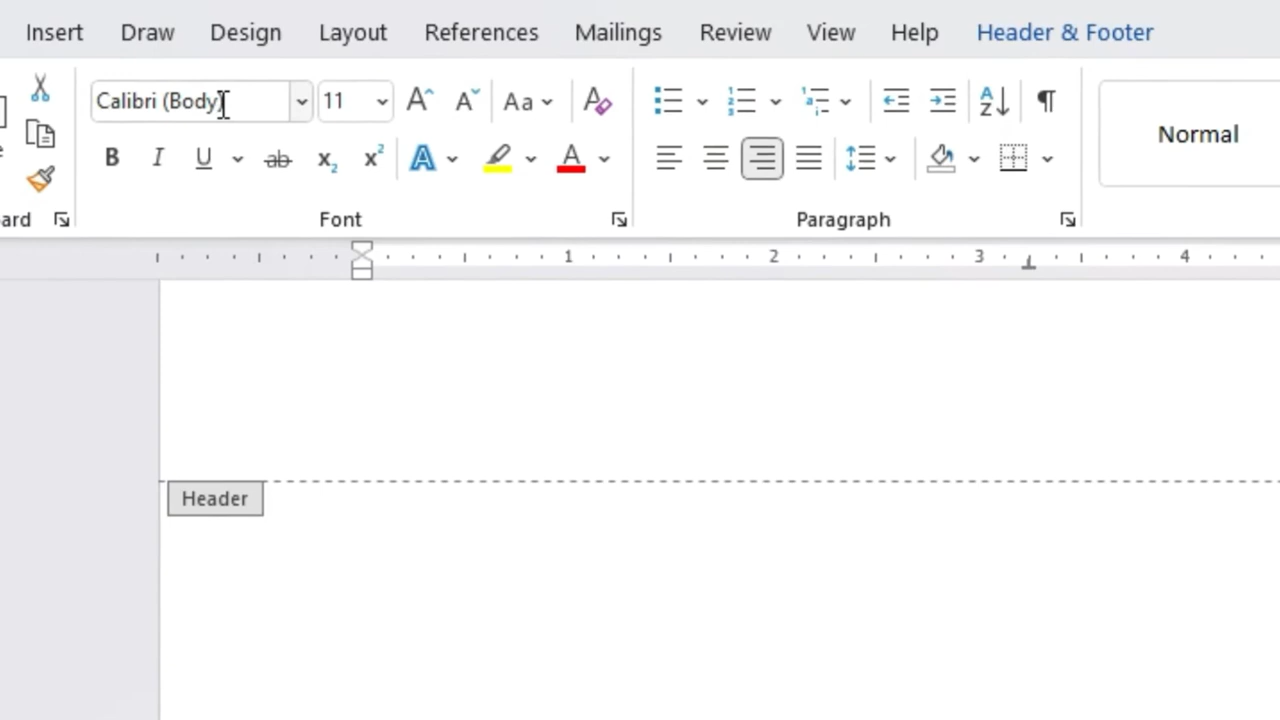 Insert Draw Design Layout References Mailings Review View Help Header & Footer
Calibri (Body) 11 Aa
B I U ab x₂ x² A A
ard Font Paragraph
Normal
1 2 3 4
Header